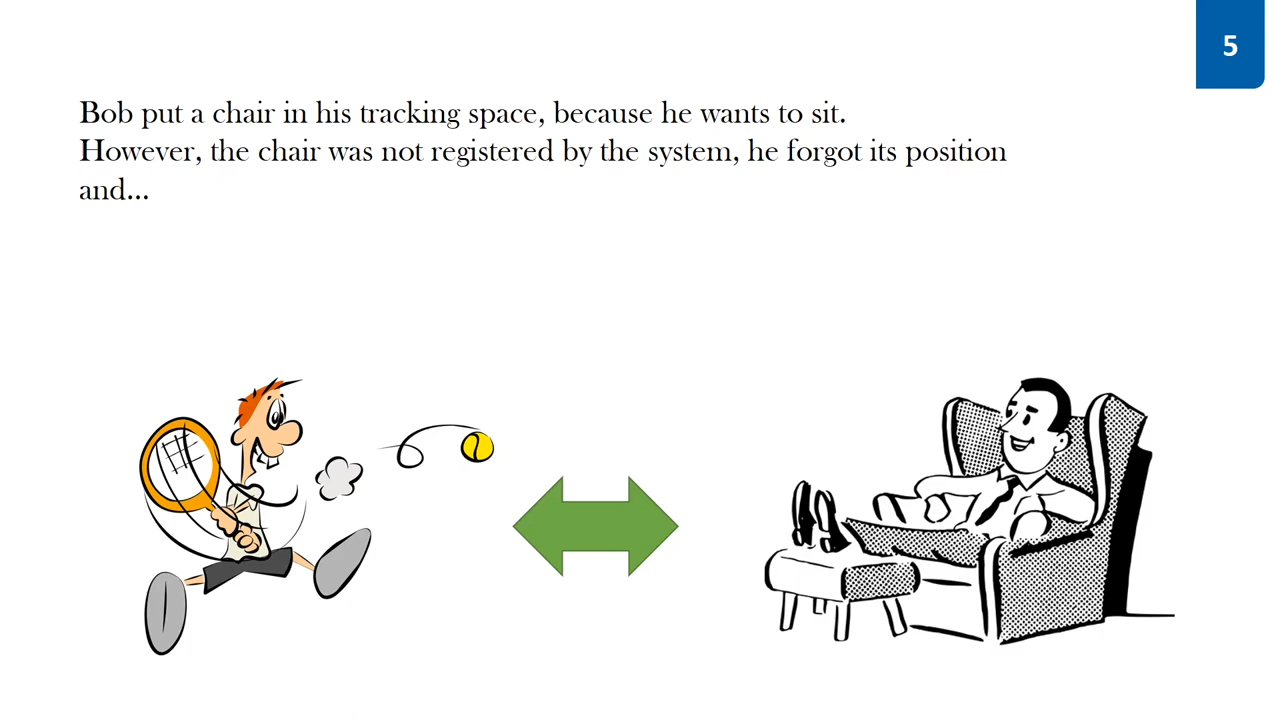 5
Bob put a chair in his tracking space, because he wants to sit.
However, the chair was not registered by the system, he forgot its position
and...